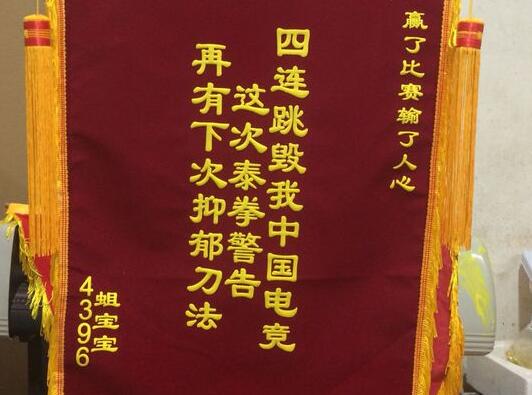 赢了比赛输了人心
四连跳毁我中国电竞
这次泰拳警告
再有下次抑郁刀法
蛆宝宝
4396